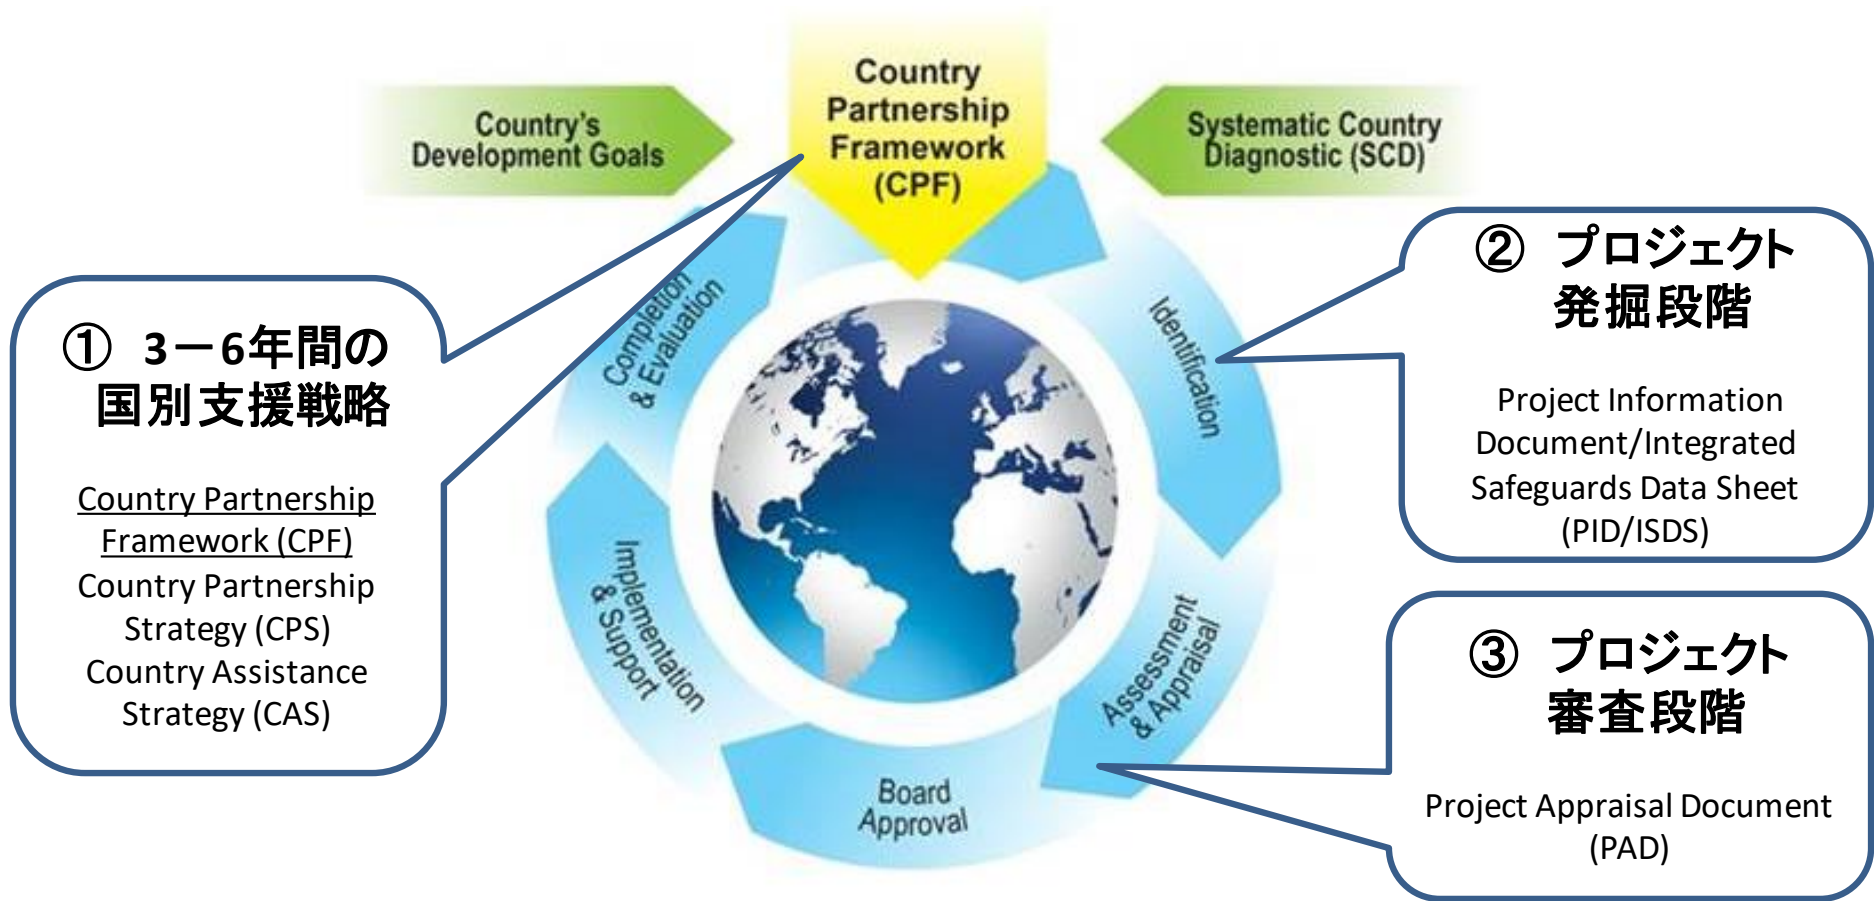 Country
Partnership
Framework
(CPF)
Country's
Development Goals
Systematic Country
Diagnostic (SCD)
① 3－6年間の
国別支援戦略
Country Partnership
Framework (CPF)
Country Partnership
Strategy (CPS)
Country Assistance
Strategy (CAS)
② プロジェクト
発掘段階
Project Information
Document/Integrated
Safeguards Data Sheet
(PID/ISDS)
③ プロジェクト
審査段階
Project Appraisal Document
(PAD)
Identification
Assessment
& Appraisal
Board
Approval
Implementation
& Support
Completion
& Evaluation